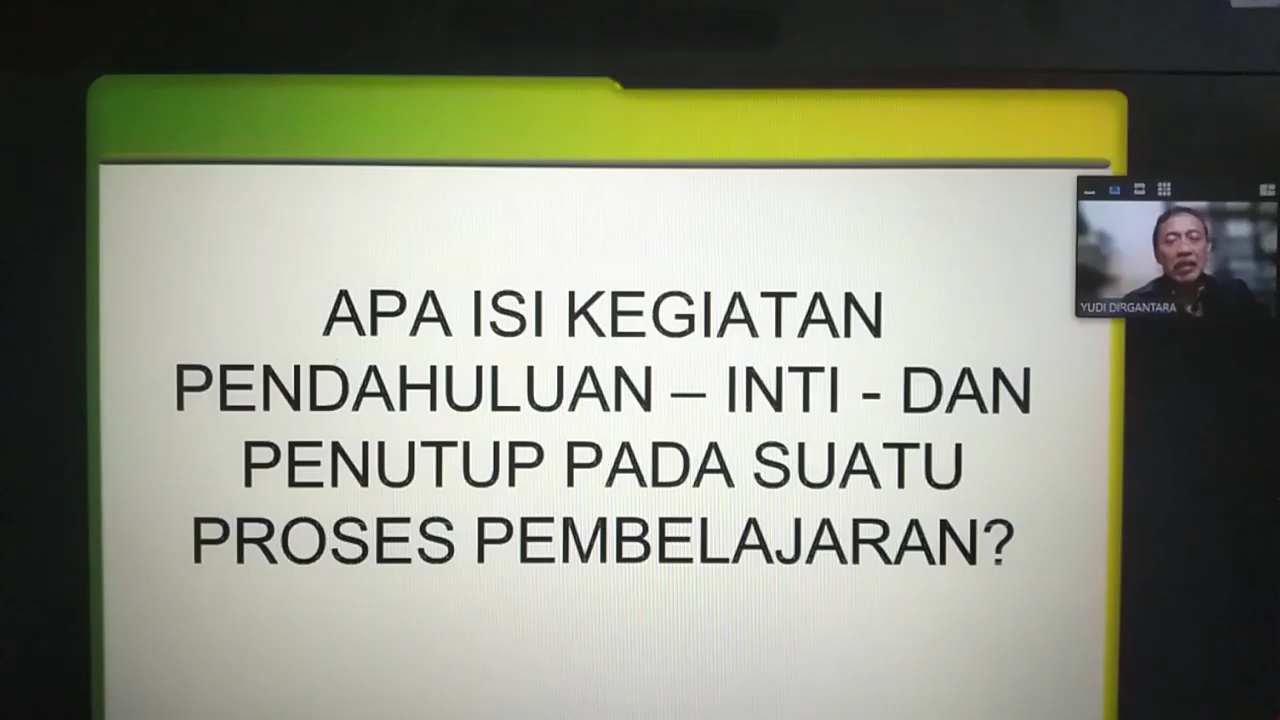 APA ISI KEGIATAN
PENDAHULUAN – INTI - DAN
PENUTUP PADA SUATU
PROSES PEMBELAJARAN?
YUDI DIRGANTARA